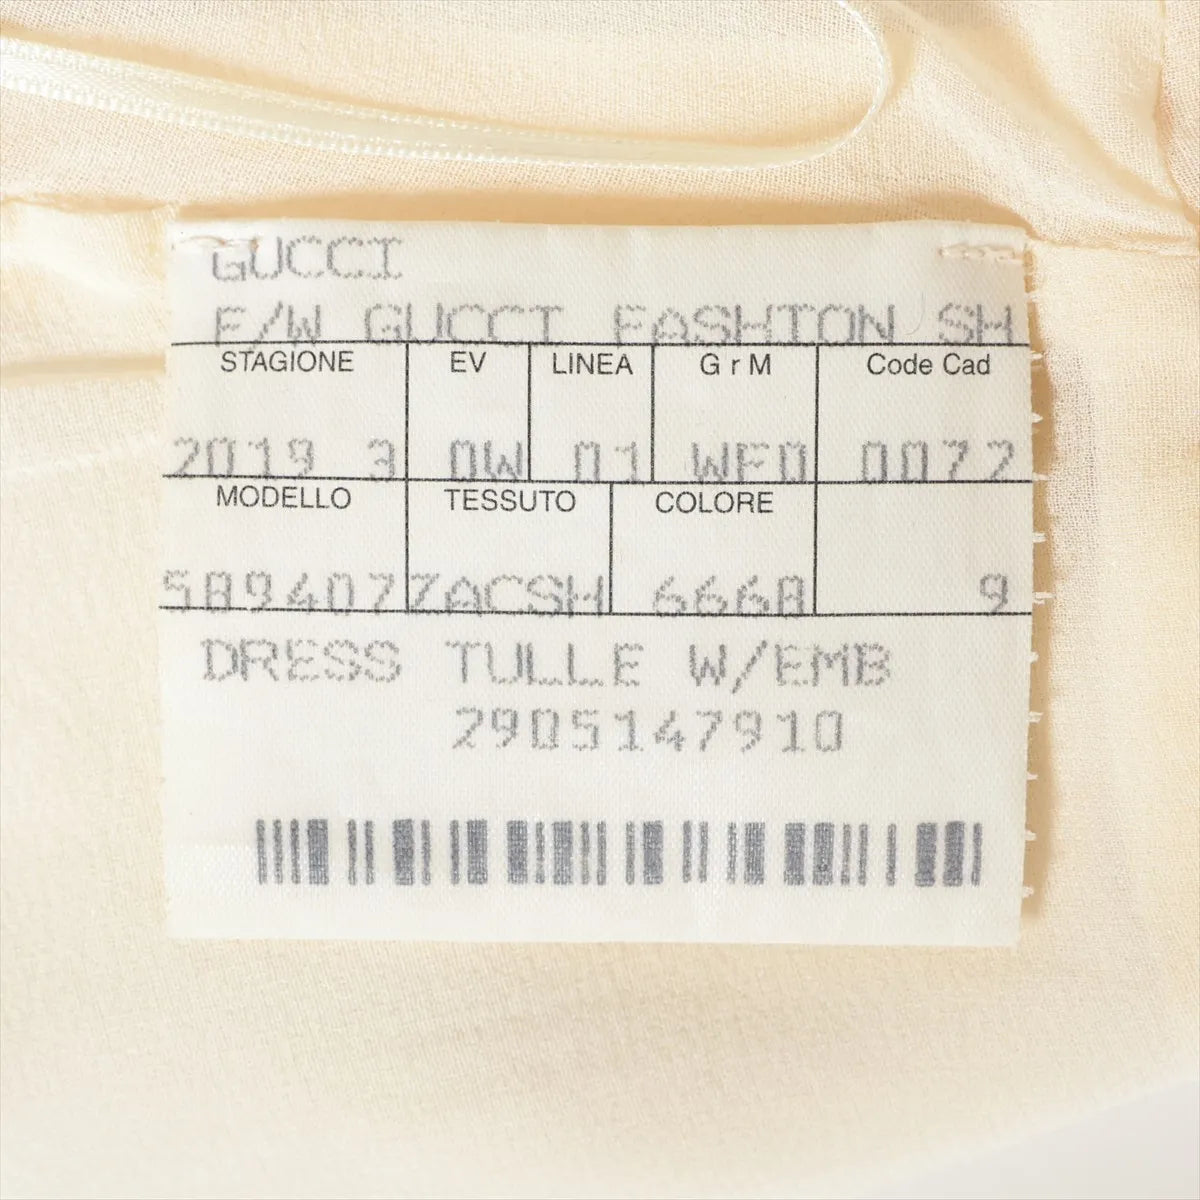 GUCCI
F/W GUCCI FASHION SH
STAGIONE EV LINEA G r M Code Cad
2019 3 0W 01 WF0 0072
MODELLO TESSUTO COLORE
589407 ZACSH 6668 9
DRESS TULLE W/EMB
2905147910